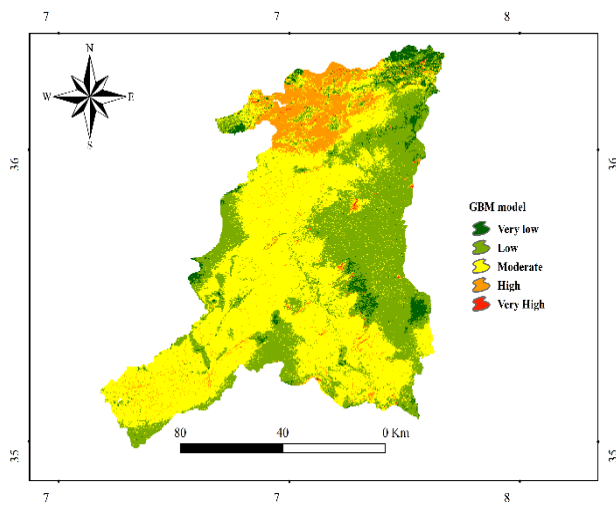 7 7 8
N
W E
S
36 36
GBM model
Very low
Low
Moderate
High
Very High
80 40 0 Km
35 35
7 7 8